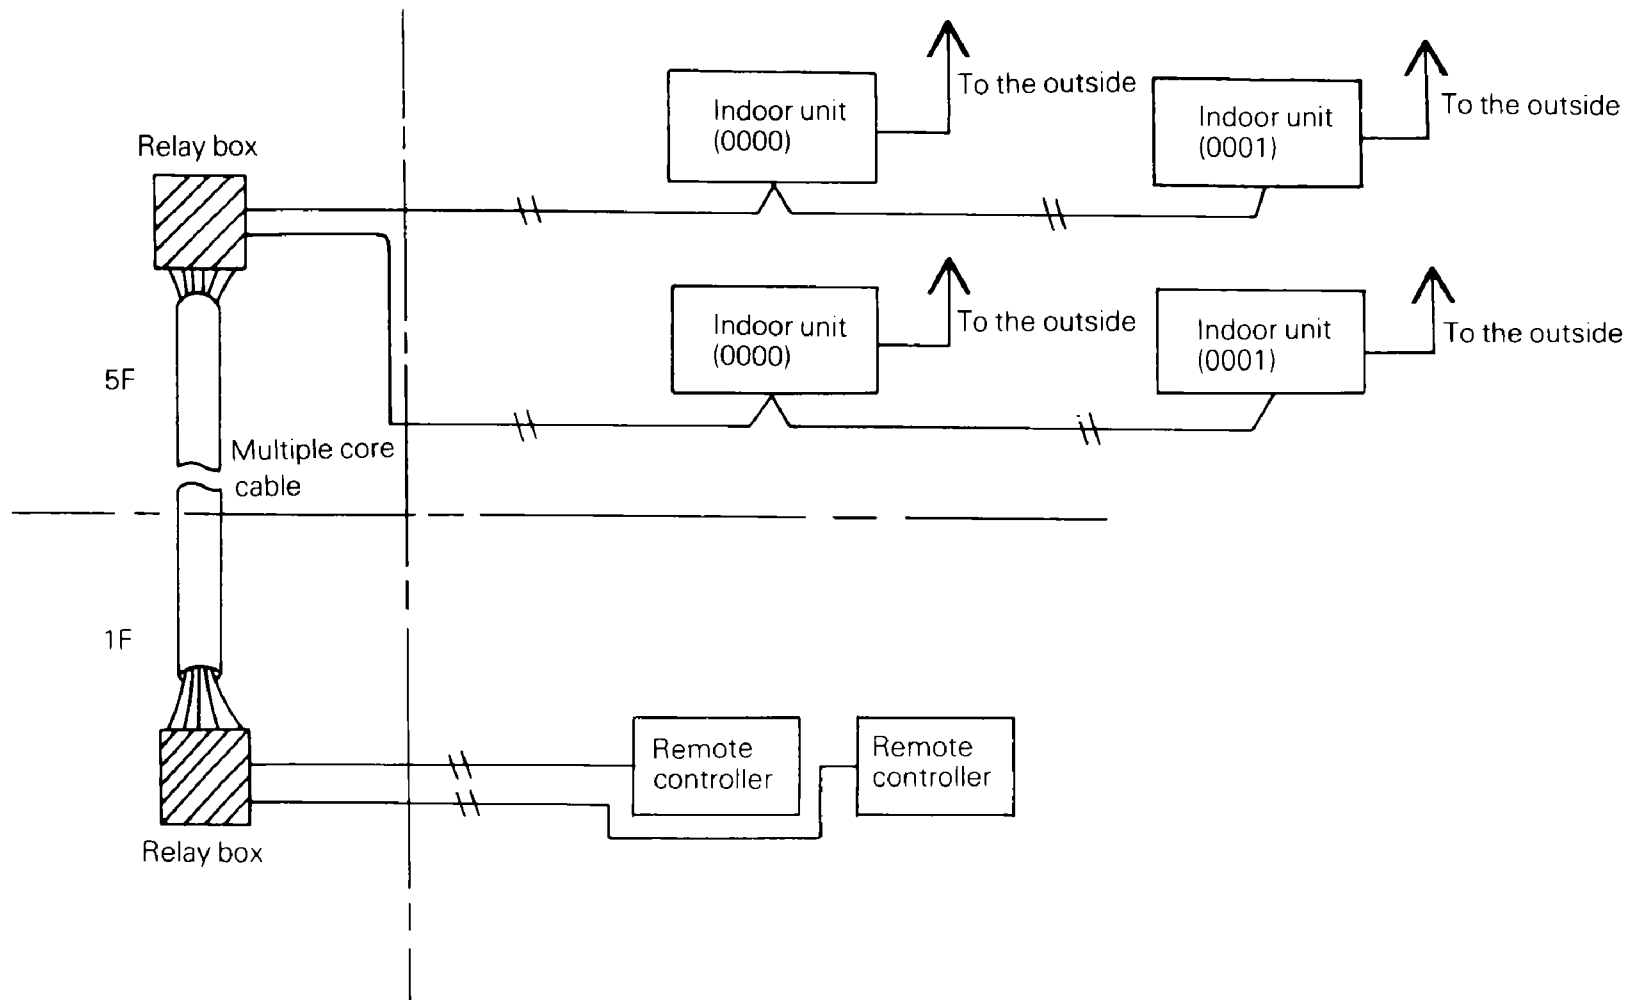 To the outside
Indoor unit
(0000)
To the outside
Indoor unit
(0001)
Relay box
To the outside
Indoor unit
(0000)
To the outside
Indoor unit
(0001)
5F
Multiple core
cable
1F
Remote
controller
Remote
controller
Relay box